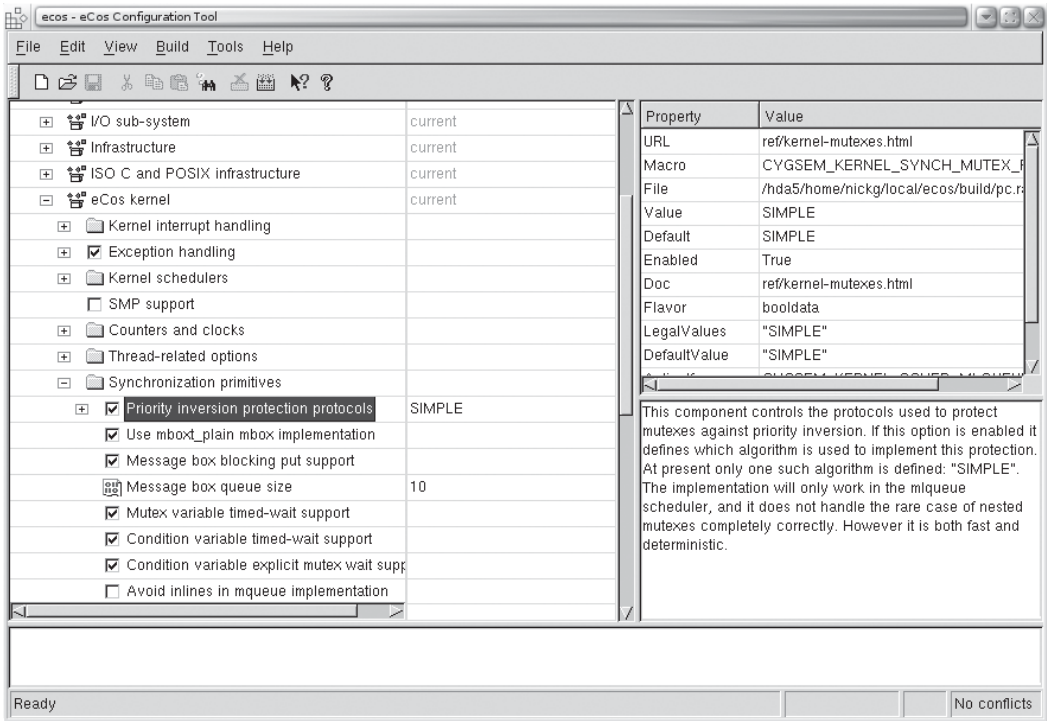 ecos - eCos Configuration Tool
File Edit View Build Tools Help
I/O sub-system current
Infrastructure current
ISO C and POSIX infrastructure current
eCos kernel current
Kernel interrupt handling
Exception handling
Kernel schedulers
SMP support
Counters and clocks
Thread-related options
Synchronization primitives
Priority inversion protection protocols SIMPLE
Use mboxt_plain mbox implementation
Message box blocking put support
Message box queue size 10
Mutex variable timed-wait support
Condition variable timed-wait support
Condition variable explicit mutex wait supp
Avoid inlines in mqueue implementation
Property Value
URL ref/kernel-mutexes.html
Macro CYGSEM_KERNEL_SYNCH_MUTEX_
File /hda5/home/nickg/local/ecos/build/pc.ra
Value SIMPLE
Default SIMPLE
Enabled True
Doc ref/kernel-mutexes.html
Flavor booldata
LegalValues "SIMPLE"
DefaultValue "SIMPLE"
This component controls the protocols used to protect
mutexes against priority inversion. If this option is enabled it
defines which algorithm is used to implement this protection.
At present only one such algorithm is defined: "SIMPLE".
The implementation will only work in the mlqueue
scheduler, and it does not handle the rare case of nested
mutexes completely correctly. However it is both fast and
deterministic.
Ready No conflicts